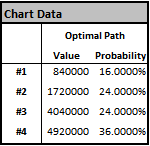 Chart Data
Optimal Path
Value Probability
#1 840000 16.0000%
#2 1720000 24.0000%
#3 4040000 24.0000%
#4 4920000 36.0000%